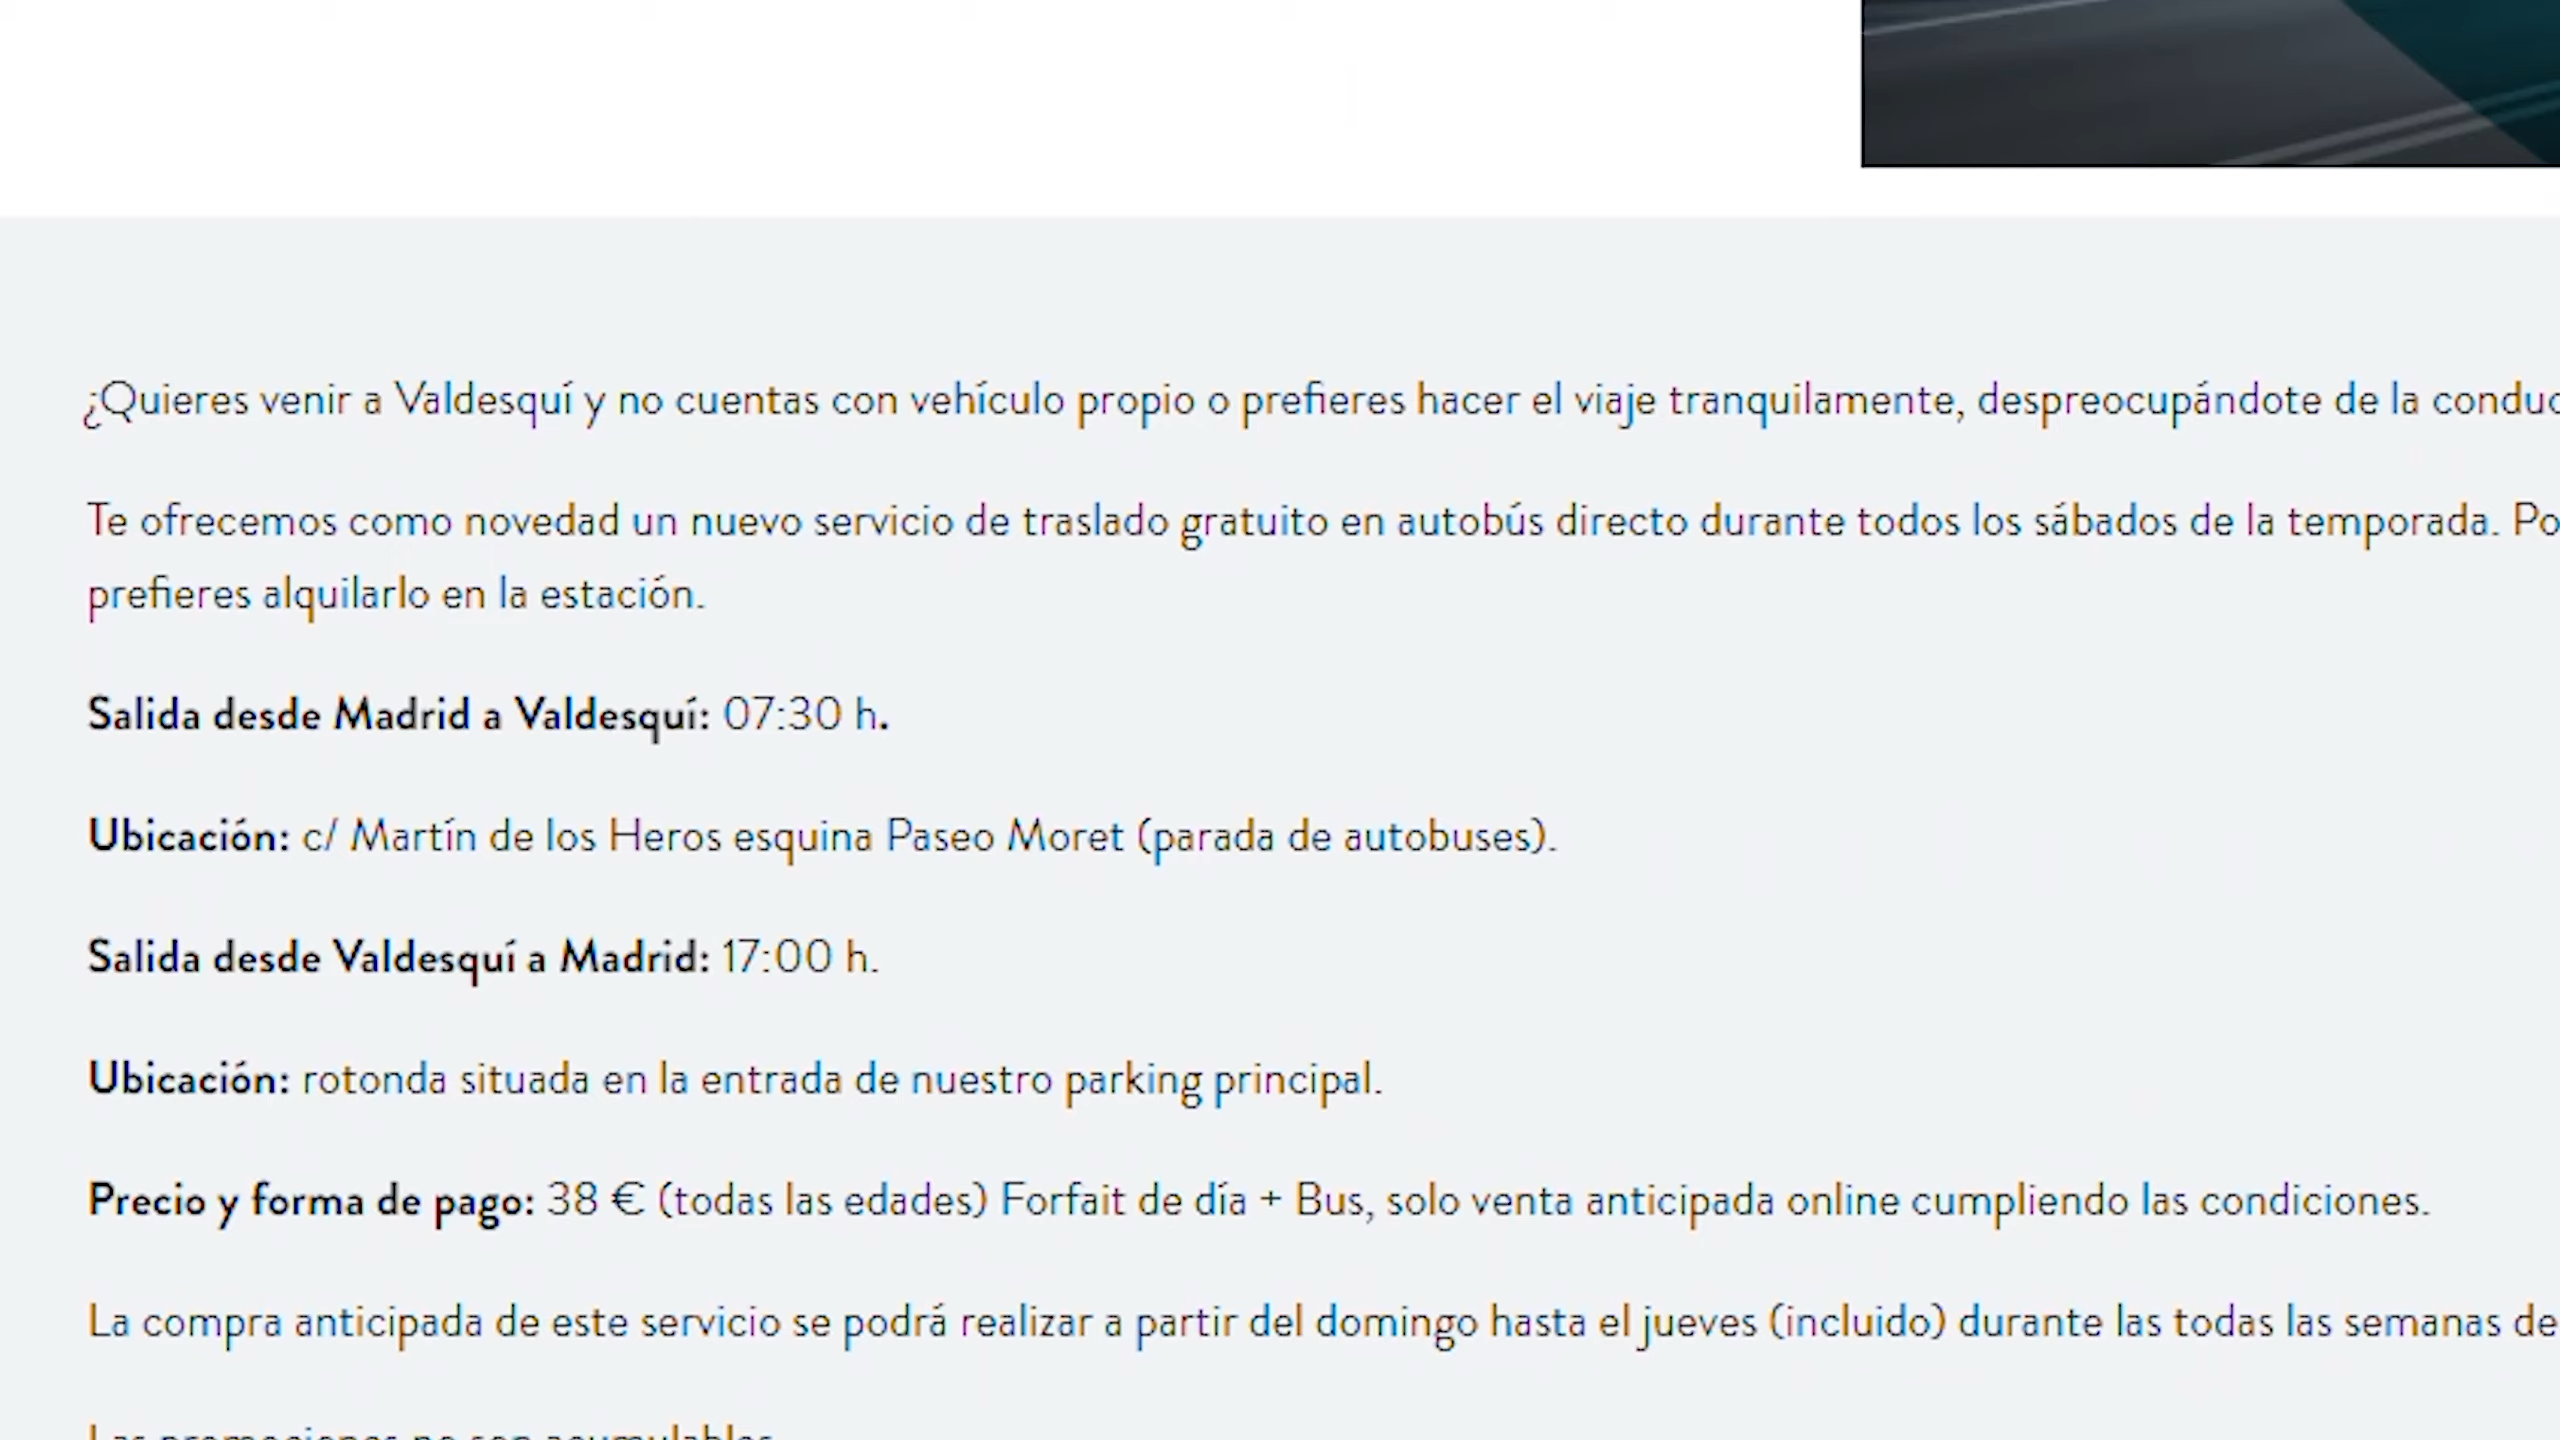 ¿Quieres venir a Valdesquí y no cuentas con vehículo propio o prefieres hacer el viaje tranquilamente, despreocupándote de la
Te ofrecemos como novedad un nuevo servicio de traslado gratuito en autobús directo durante todos los sábados de la temporada.
prefieres alquilarlo en la estación.
Salida desde Madrid a Valdesquí: 07:30 h.
Ubicación: c/ Martín de los Heros esquina Paseo Moret (parada de autobuses).
Salida desde Valdesquí a Madrid: 17:00 h.
Ubicación: rotonda situada en la entrada de nuestro parking principal.
Precio y forma de pago: 38 € (todas las edades) Forfait de día + Bus, solo venta anticipada online cumpliendo las condiciones.
La compra anticipada de este servicio se podrá realizar a partir del domingo hasta el jueves (incluido) durante las todas las semanas de
Las promociones no son acumulables